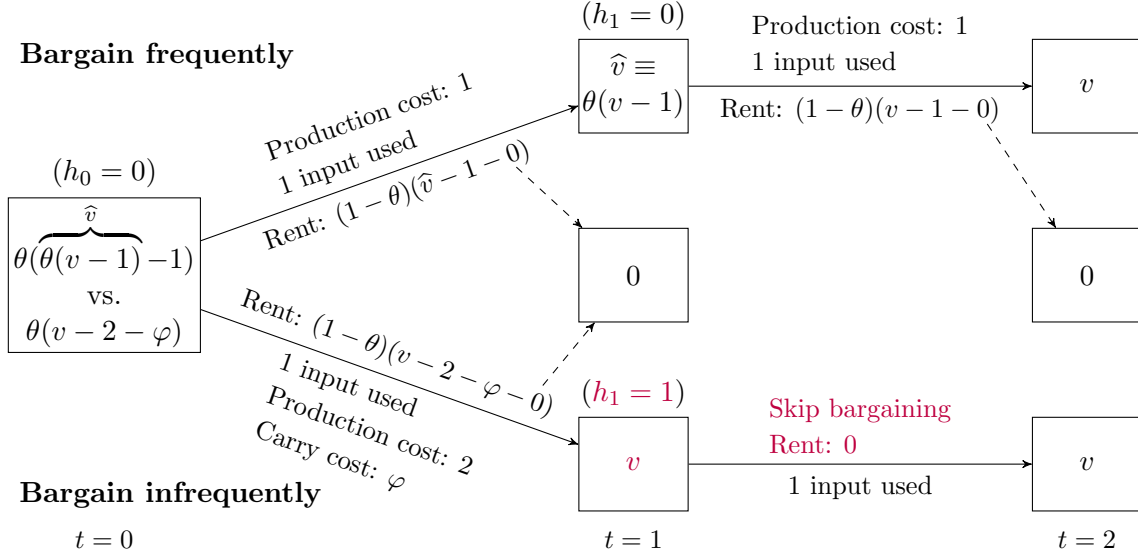 Bargain frequently
(h₀ = 0)
v̂
θ(θ(v − 1) −1)
vs.
θ(v − 2 − φ)
Production cost: 1
1 input used
Rent: (1 − θ)(v̂ − 1 − 0)
(h₁ = 0)
v̂ ≡
θ(v − 1)
Production cost: 1
1 input used
Rent: (1 − θ)(v − 1 − 0)
v
0
0
Rent: (1 − θ)(v − 2 − φ − 0)
1 input used
Production cost: 2
Carry cost: φ
(h₁ = 1)
v
Skip bargaining
Rent: 0
1 input used
v
Bargain infrequently
t = 0
t = 1
t = 2